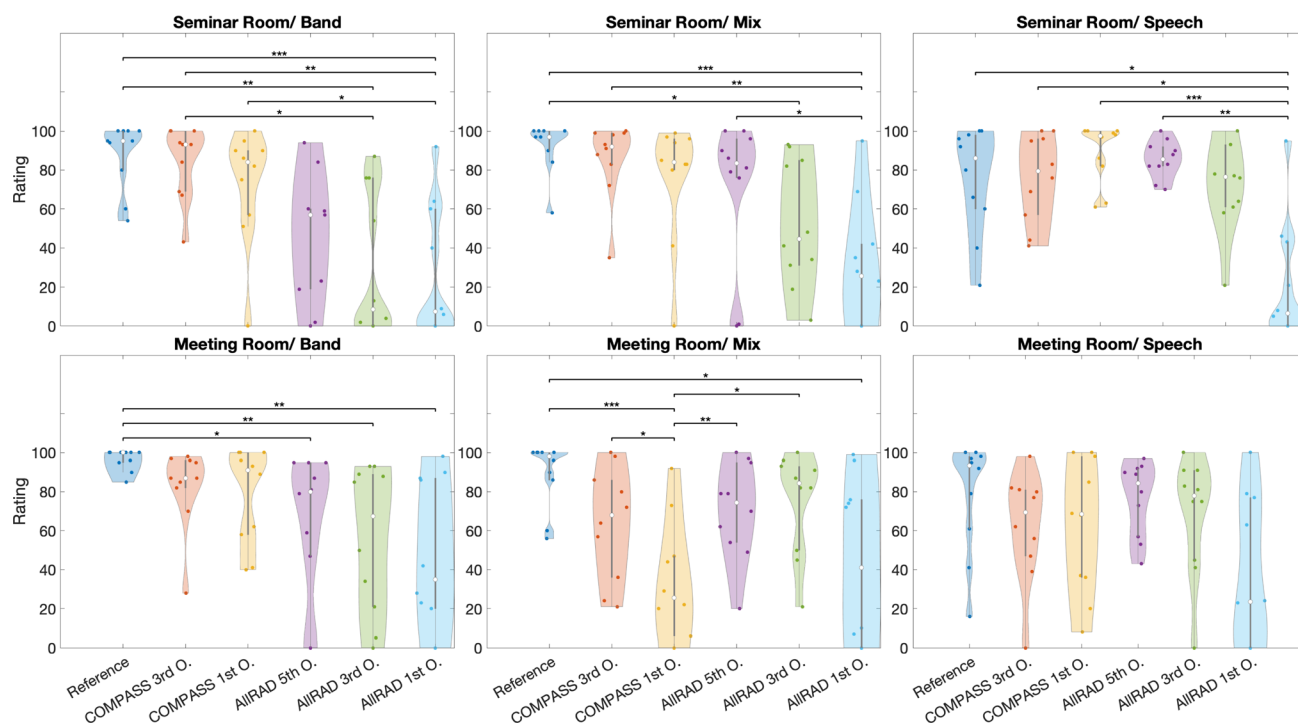 Seminar Room/ Band
Seminar Room/ Mix
Seminar Room/ Speech
***
**
**
*
*
***
**
*
*
*
*
***
**
Rating
100
80
60
40
20
0
100
80
60
40
20
0
100
80
60
40
20
0
Meeting Room/ Band
Meeting Room/ Mix
Meeting Room/ Speech
**
**
*
*
*
***
**
*
Rating
100
80
60
40
20
0
100
80
60
40
20
0
100
80
60
40
20
0
Reference
COMPASS 3rd O.
COMPASS 1st O.
AllRAD 5th O.
AllRAD 3rd O.
AllRAD 1st O.
Reference
COMPASS 3rd O.
COMPASS 1st O.
AllRAD 5th O.
AllRAD 3rd O.
AllRAD 1st O.
Reference
COMPASS 3rd O.
COMPASS 1st O.
AllRAD 5th O.
AllRAD 3rd O.
AllRAD 1st O.